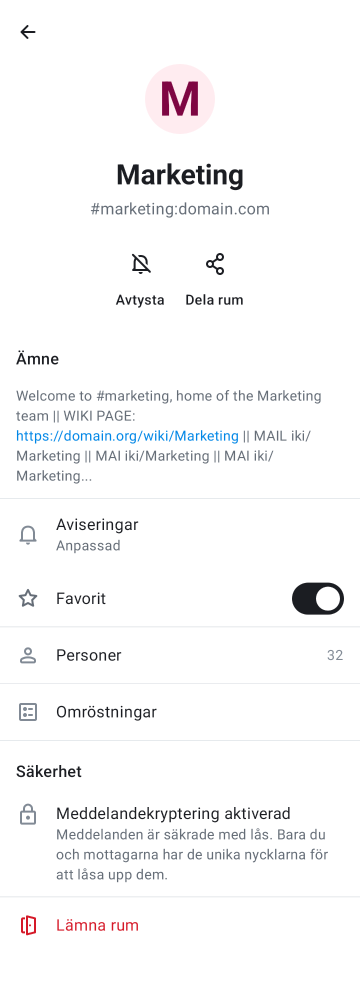 M
Marketing
#marketing:domain.com
Avtysta
Dela rum
Ämne
Welcome to #marketing, home of the Marketing
team || WIKI PAGE:
https://domain.org/wiki/Marketing || MAIL iki/
Marketing || MAI iki/Marketing || MAI iki/
Marketing...
Aviseringar
Anpassad
Favorit
Personer
32
Omröstningar
Säkerhet
Meddelandekryptering aktiverad
Meddelanden är säkrade med lås. Bara du
och mottagarna har de unika nycklarna för
att låsa upp dem.
Lämna rum